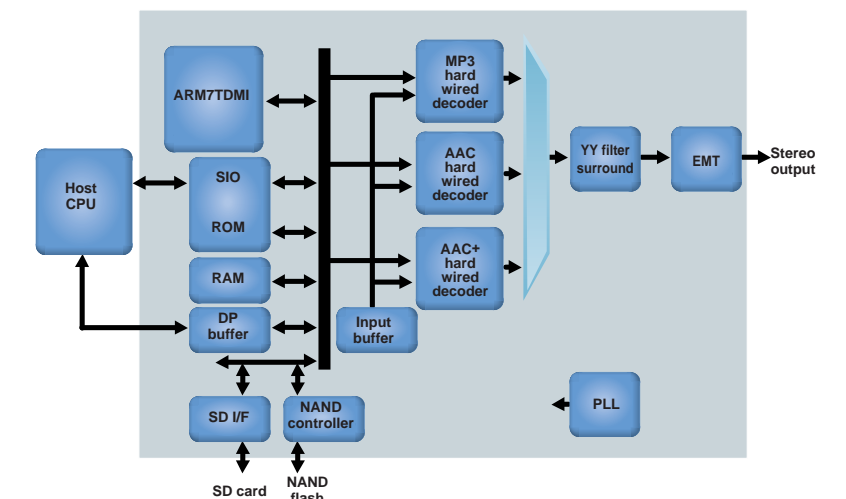 ARM7TDMI
MP3
hard
wired
decoder
Host
CPU
SIO
ROM
AAC
hard
wired
decoder
YY filter
surround
EMT
Stereo
output
RAM
AAC+
hard
wired
decoder
DP
buffer
Input
buffer
SD I/F
NAND
controller
PLL
SD card
NAND
flash